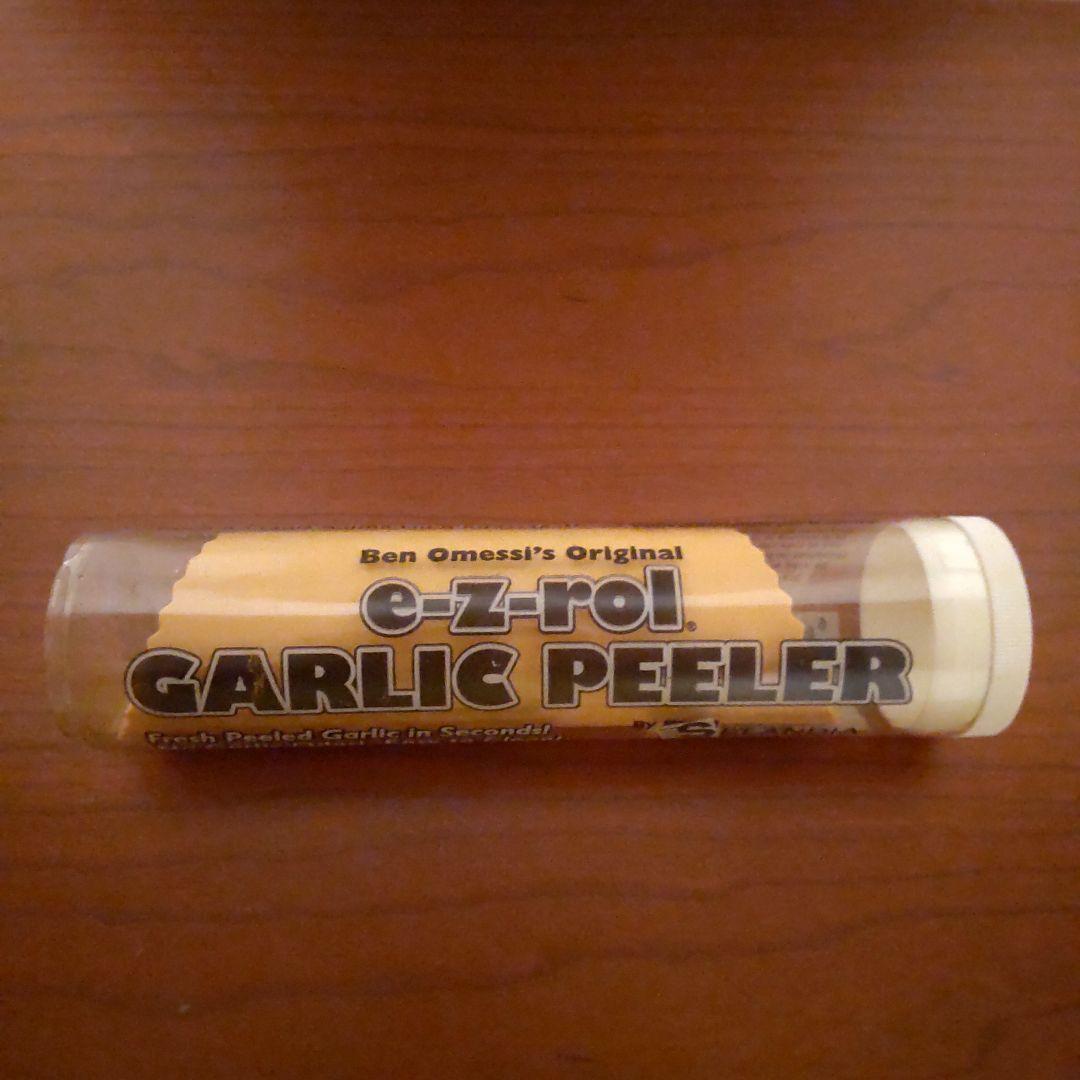 Ben Omessi's Original
e-z-rol®
GARLIC PEELER
Fresh Peeled Garlic in Seconds!
By